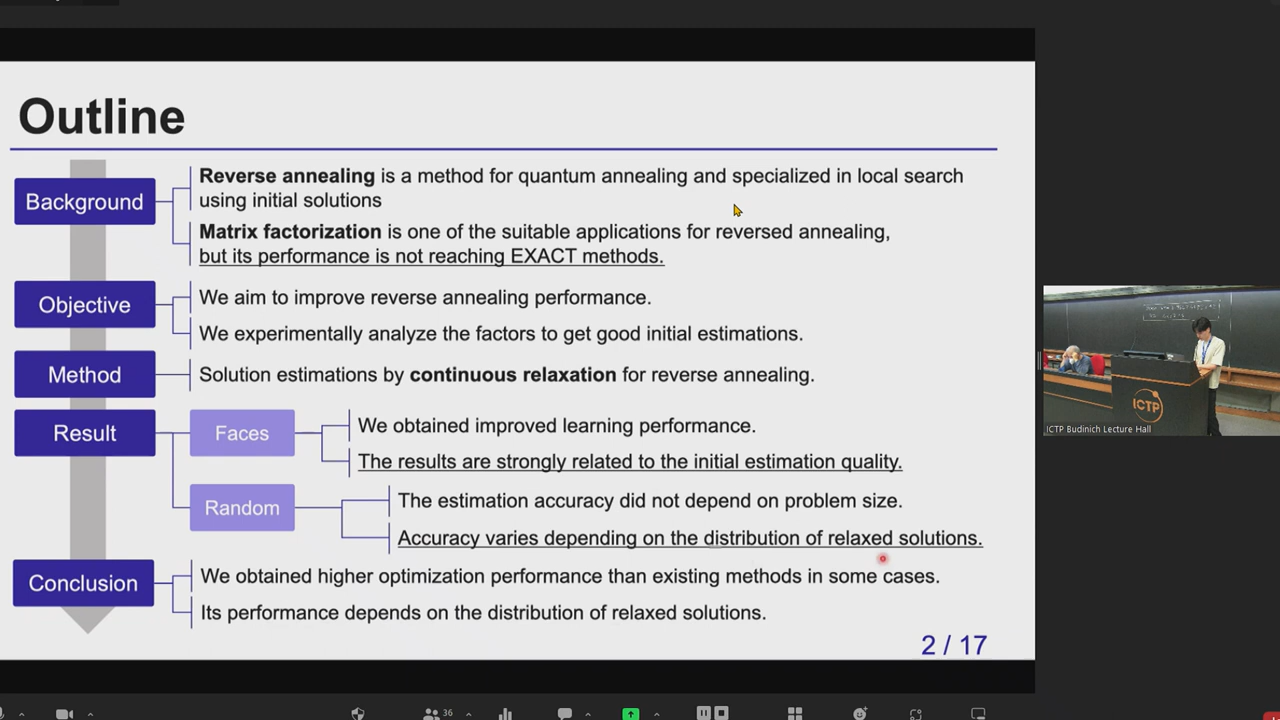 Outline
Background
Reverse annealing is a method for quantum annealing and specialized in local search
using initial solutions
Matrix factorization is one of the suitable applications for reversed annealing,
but its performance is not reaching EXACT methods.
Objective
We aim to improve reverse annealing performance.
We experimentally analyze the factors to get good initial estimations.
Method
Solution estimations by continuous relaxation for reverse annealing.
Result
Faces
We obtained improved learning performance.
The results are strongly related to the initial estimation quality.
Random
The estimation accuracy did not depend on problem size.
Accuracy varies depending on the distribution of relaxed solutions.
Conclusion
We obtained higher optimization performance than existing methods in some cases.
Its performance depends on the distribution of relaxed solutions.
2 / 17
ICTP
ICTP Budinich Lecture Hall
36